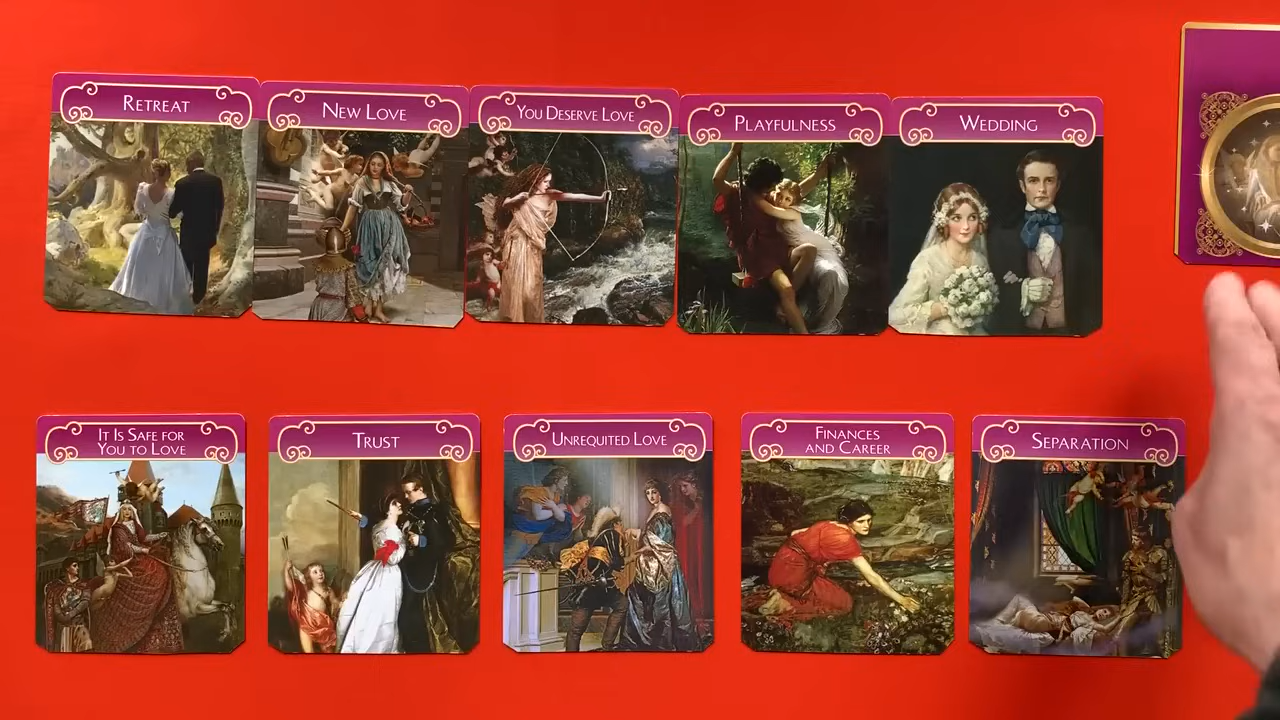 RETREAT
NEW LOVE
YOU DESERVE LOVE
PLAYFULNESS
WEDDING
IT IS SAFE FOR
YOU TO LOVE
TRUST
UNREQUITED LOVE
FINANCES
AND CAREER
SEPARATION